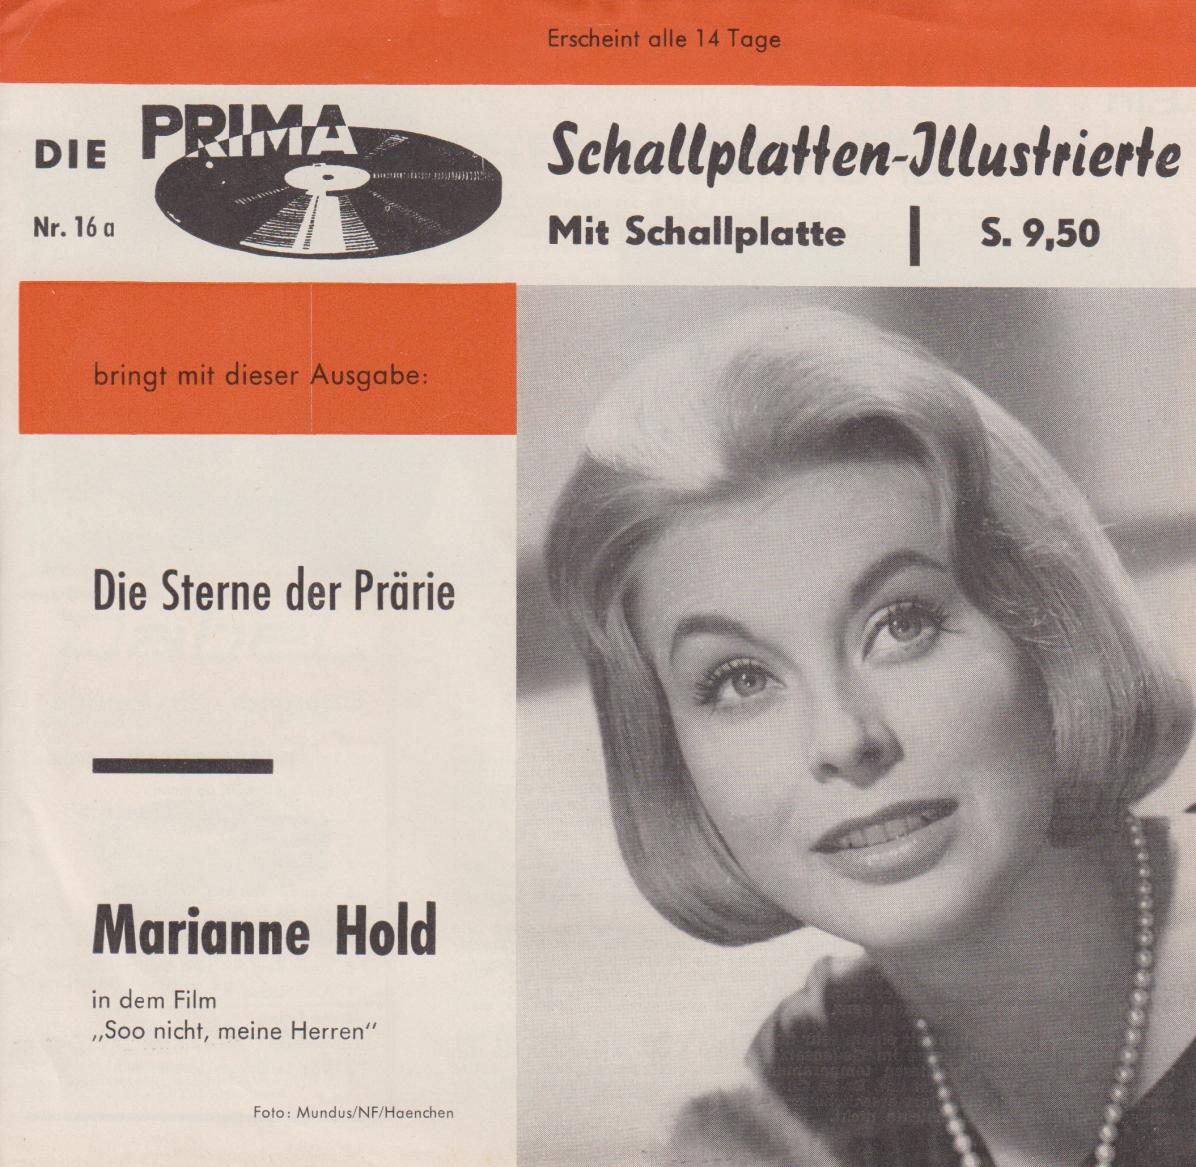 Erscheint alle 14 Tage
DIE PRIMA
Schallplatten-Illustrierte
Nr. 16 a
Mit Schallplatte | S. 9,50
bringt mit dieser Ausgabe:
Die Sterne der Prärie
Marianne Hold
in dem Film
„Soo nicht, meine Herren“
Foto: Mundus/NF/Haenchen